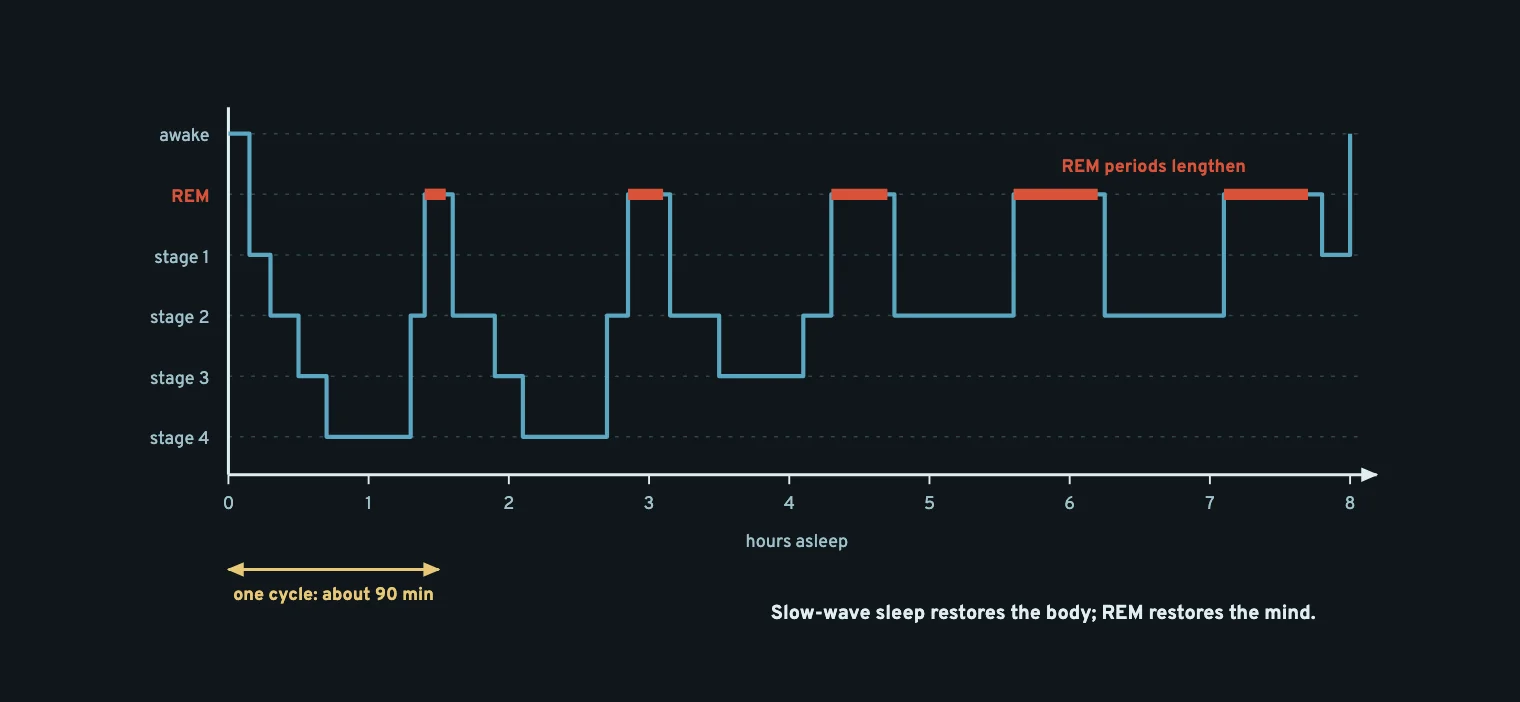 awake
REM periods lengthen
REM
stage 1
stage 2
stage 3
stage 4
0 1 2 3 4 5 6 7 8
hours asleep
one cycle: about 90 min
Slow-wave sleep restores the body; REM restores the mind.